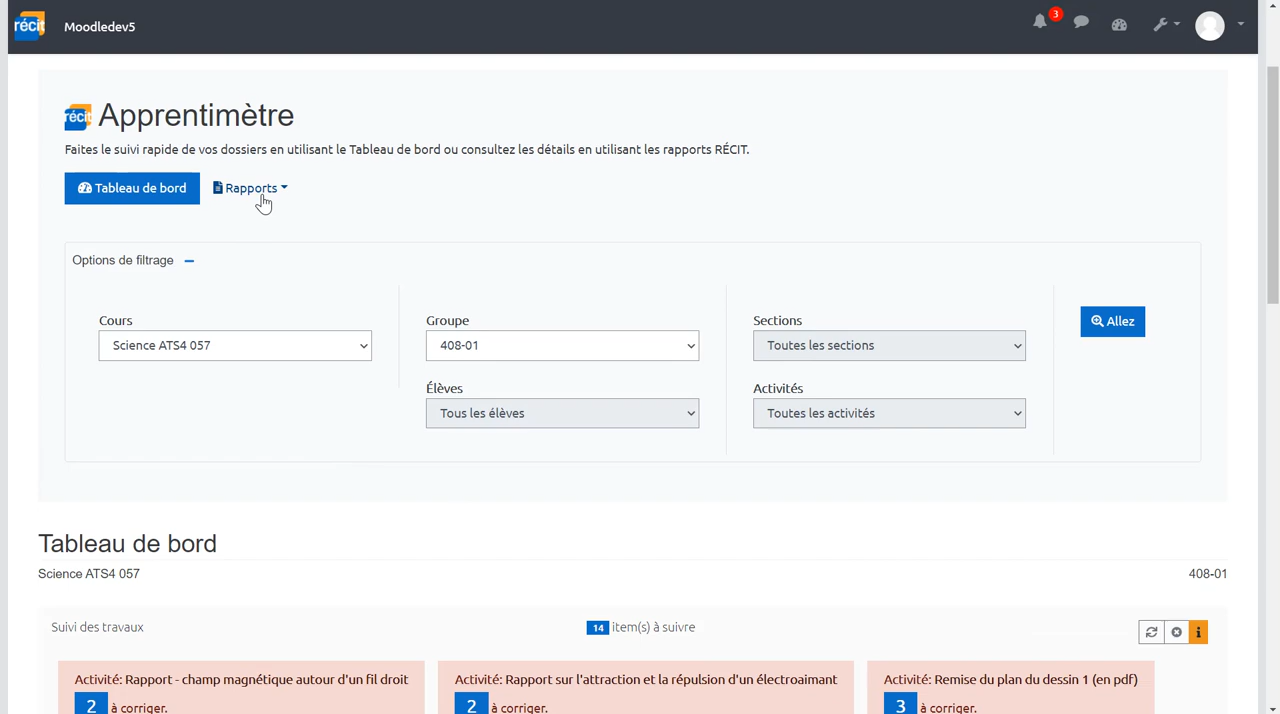 récit Moodledev5 3
récit Apprentimètre
Faites le suivi rapide de vos dossiers en utilisant le Tableau de bord ou consultez les détails en utilisant les rapports RÉCIT.
Tableau de bord Rapports
Options de filtrage
Cours
Science ATS4 057
Groupe
408-01
Élèves
Tous les élèves
Sections
Toutes les sections
Activités
Toutes les activités
Allez
Tableau de bord
Science ATS4 057 408-01
Suivi des travaux 14 item(s) à suivre i
Activité: Rapport - champ magnétique autour d'un fil droit
2 à corriger.
Activité: Rapport sur l'attraction et la répulsion d'un électroaimant
2 à corriger.
Activité: Remise du plan du dessin 1 (en pdf)
3 à corriger.